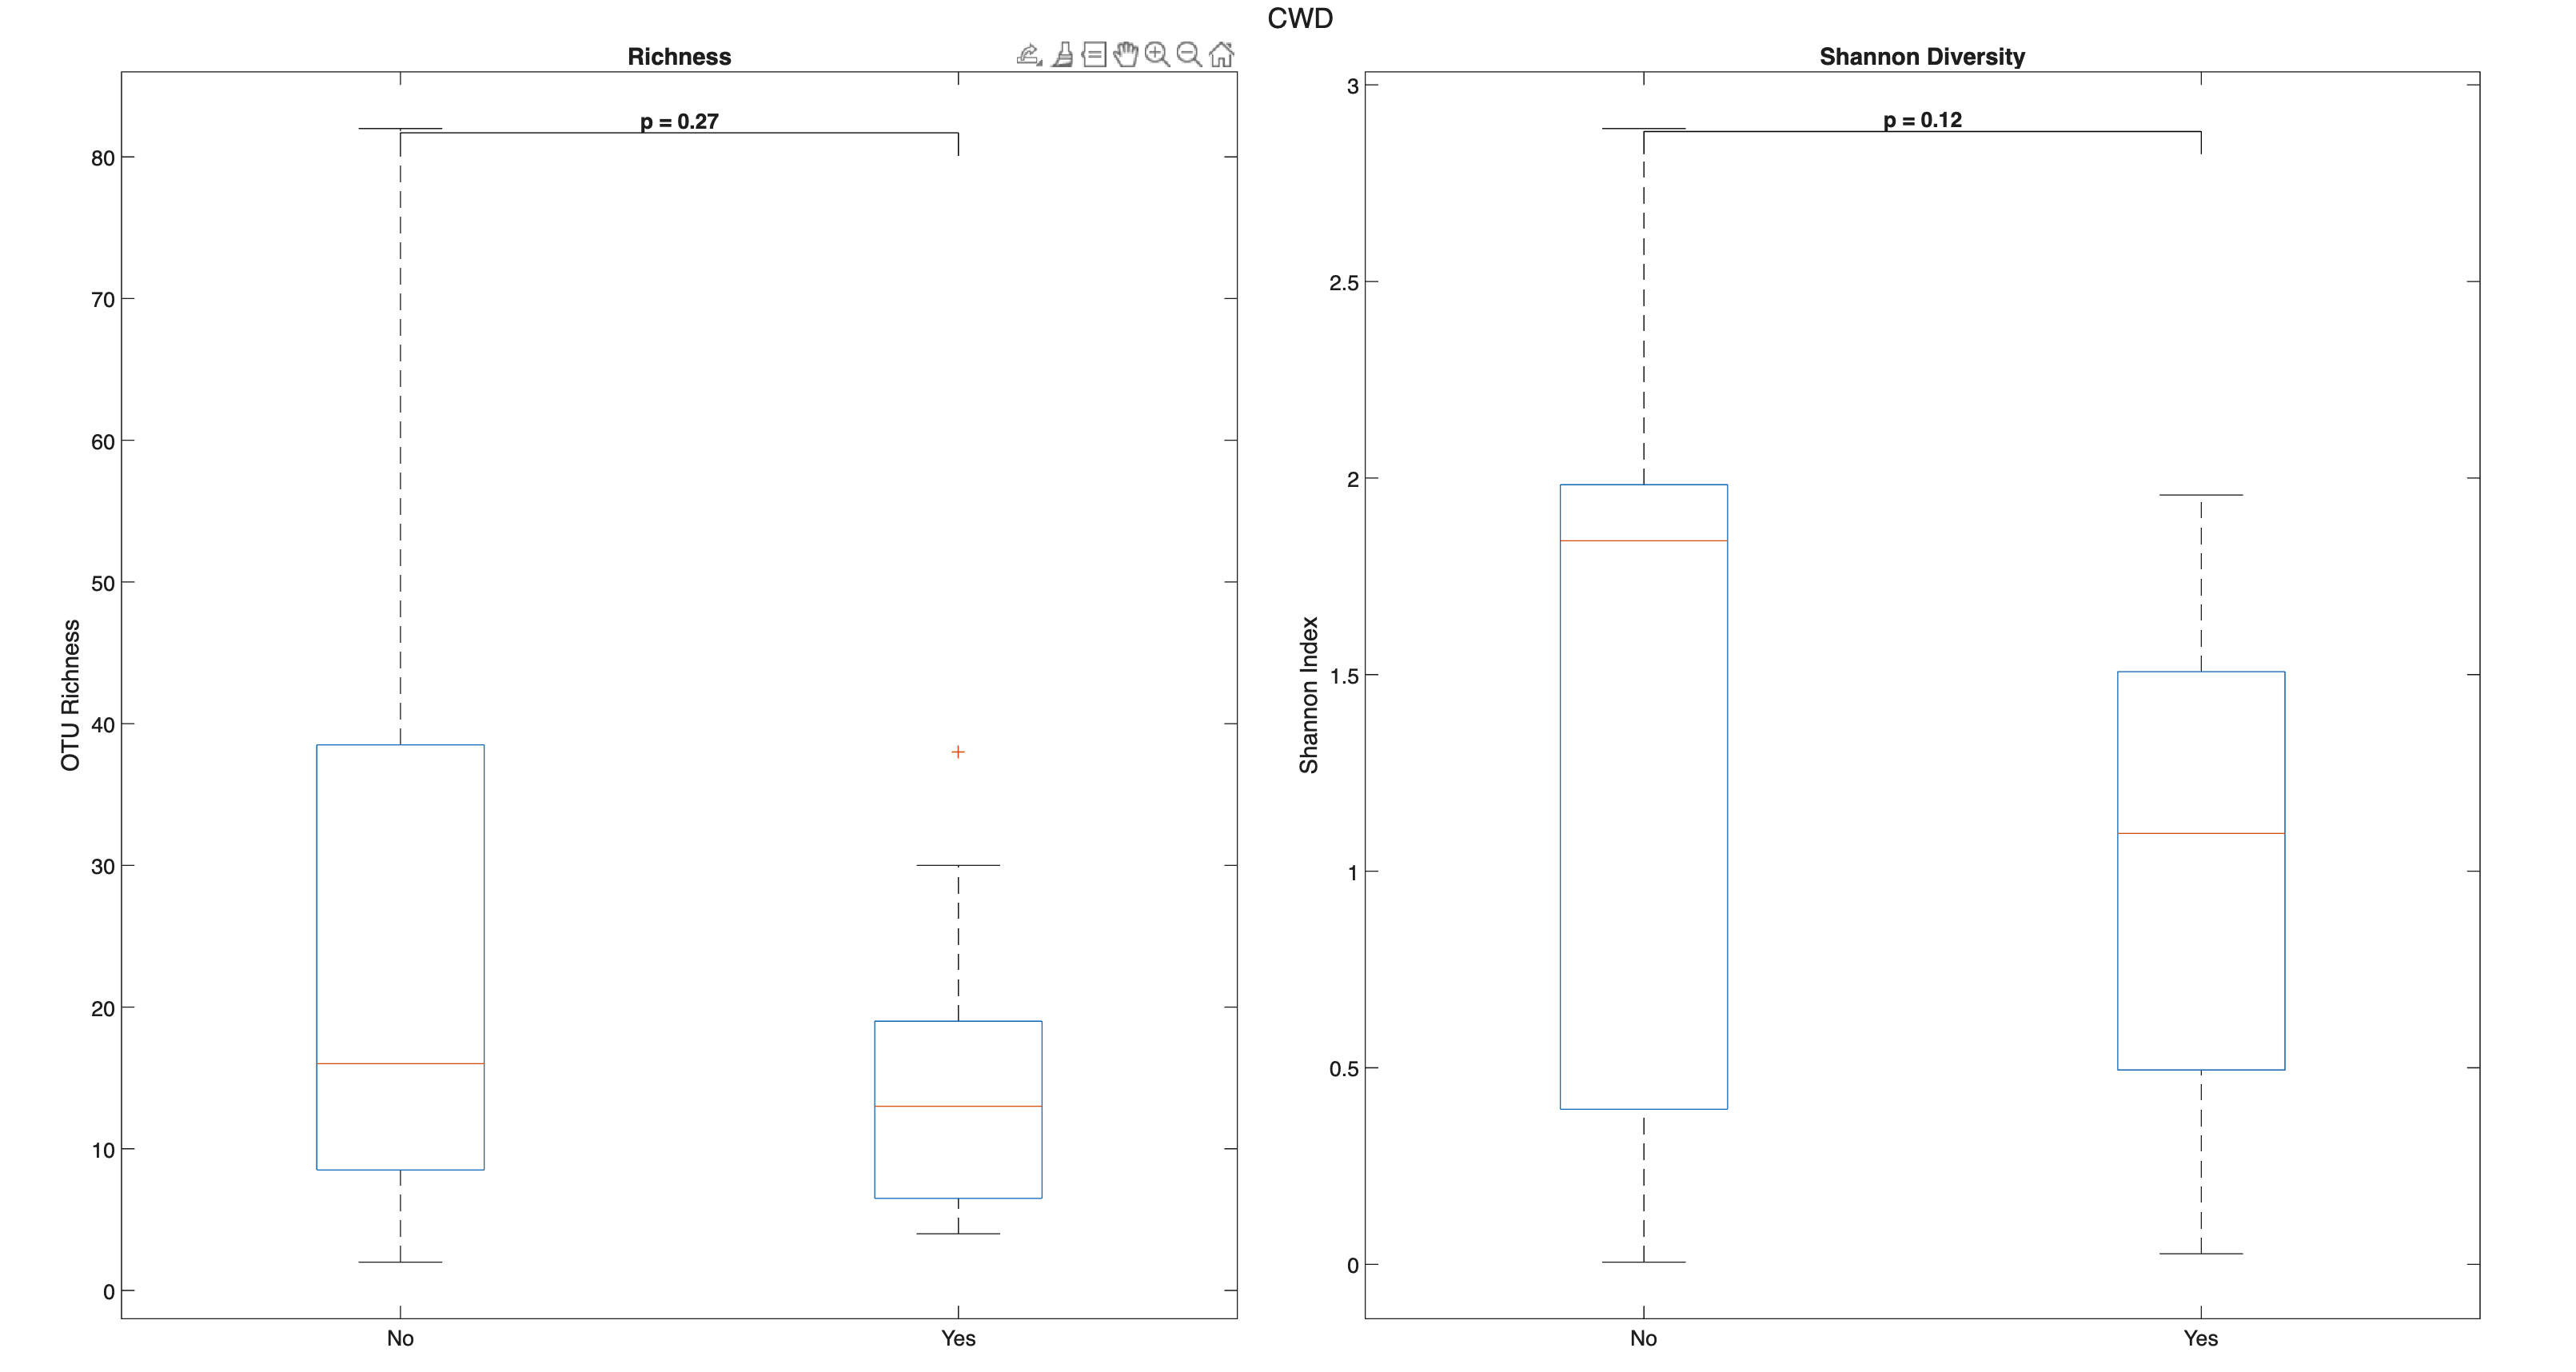 CWD
Richness
p = 0.27
80
70
60
50
40
30
20
10
0
OTU Richness
No
Yes
Shannon Diversity
p = 0.12
3
2.5
2
1.5
1
0.5
0
Shannon Index
No
Yes